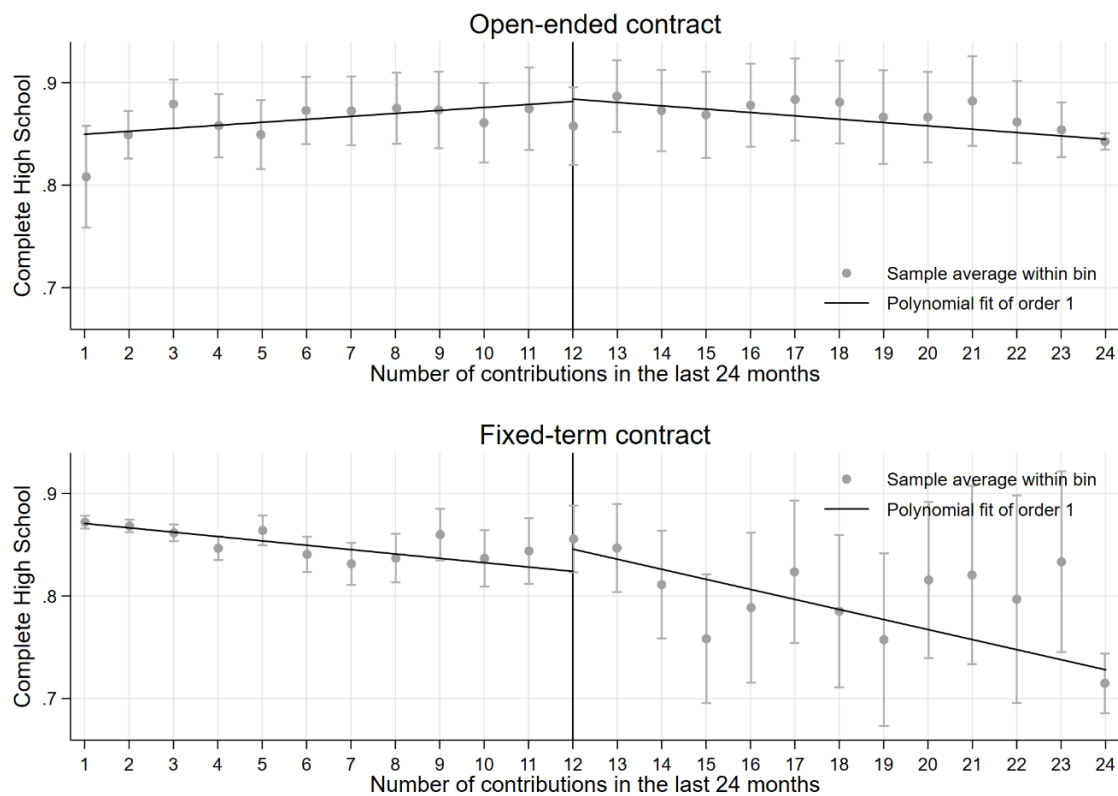 Open-ended contract
Complete High School
.9
.8
.7
Sample average within bin
Polynomial fit of order 1
1 2 3 4 5 6 7 8 9 10 11 12 13 14 15 16 17 18 19 20 21 22 23 24
Number of contributions in the last 24 months
Fixed-term contract
Complete High School
.9
.8
.7
Sample average within bin
Polynomial fit of order 1
1 2 3 4 5 6 7 8 9 10 11 12 13 14 15 16 17 18 19 20 21 22 23 24
Number of contributions in the last 24 months